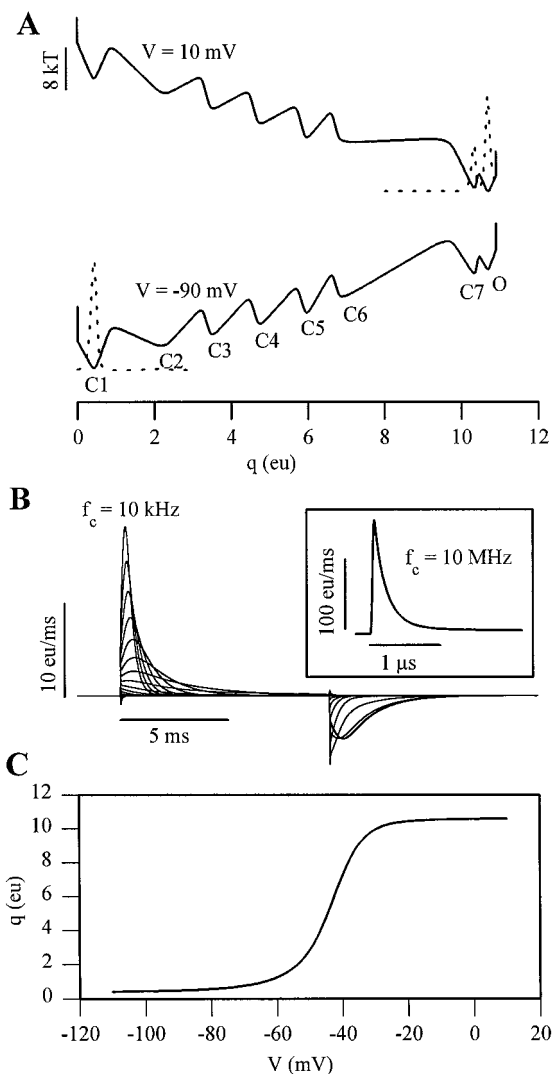 A
8 kT
V = 10 mV
V = -90 mV
C1
C2
C3
C4
C5
C6
C7
O
0 2 4 6 8 10 12
q (eu)
B
f_c = 10 kHz
10 eu/ms
5 ms
100 eu/ms
f_c = 10 MHz
1 µs
C
12
10
8
6
4
2
0
q (eu)
-120 -100 -80 -60 -40 -20 0 20
V (mV)